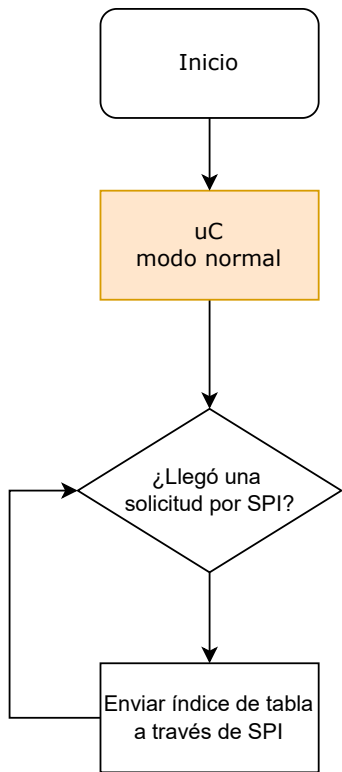 Inicio
uC
modo normal
¿Llegó una
solicitud por SPI?
Enviar índice de tabla
a través de SPI